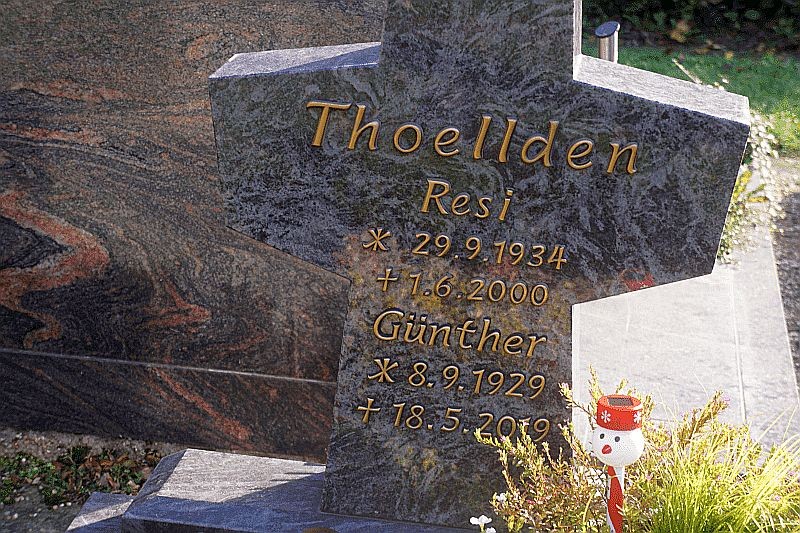 Thoellden
Resi
* 29.9.1934
+ 1.6.2000
Günther
* 8.9.1929
+ 18.5.2019